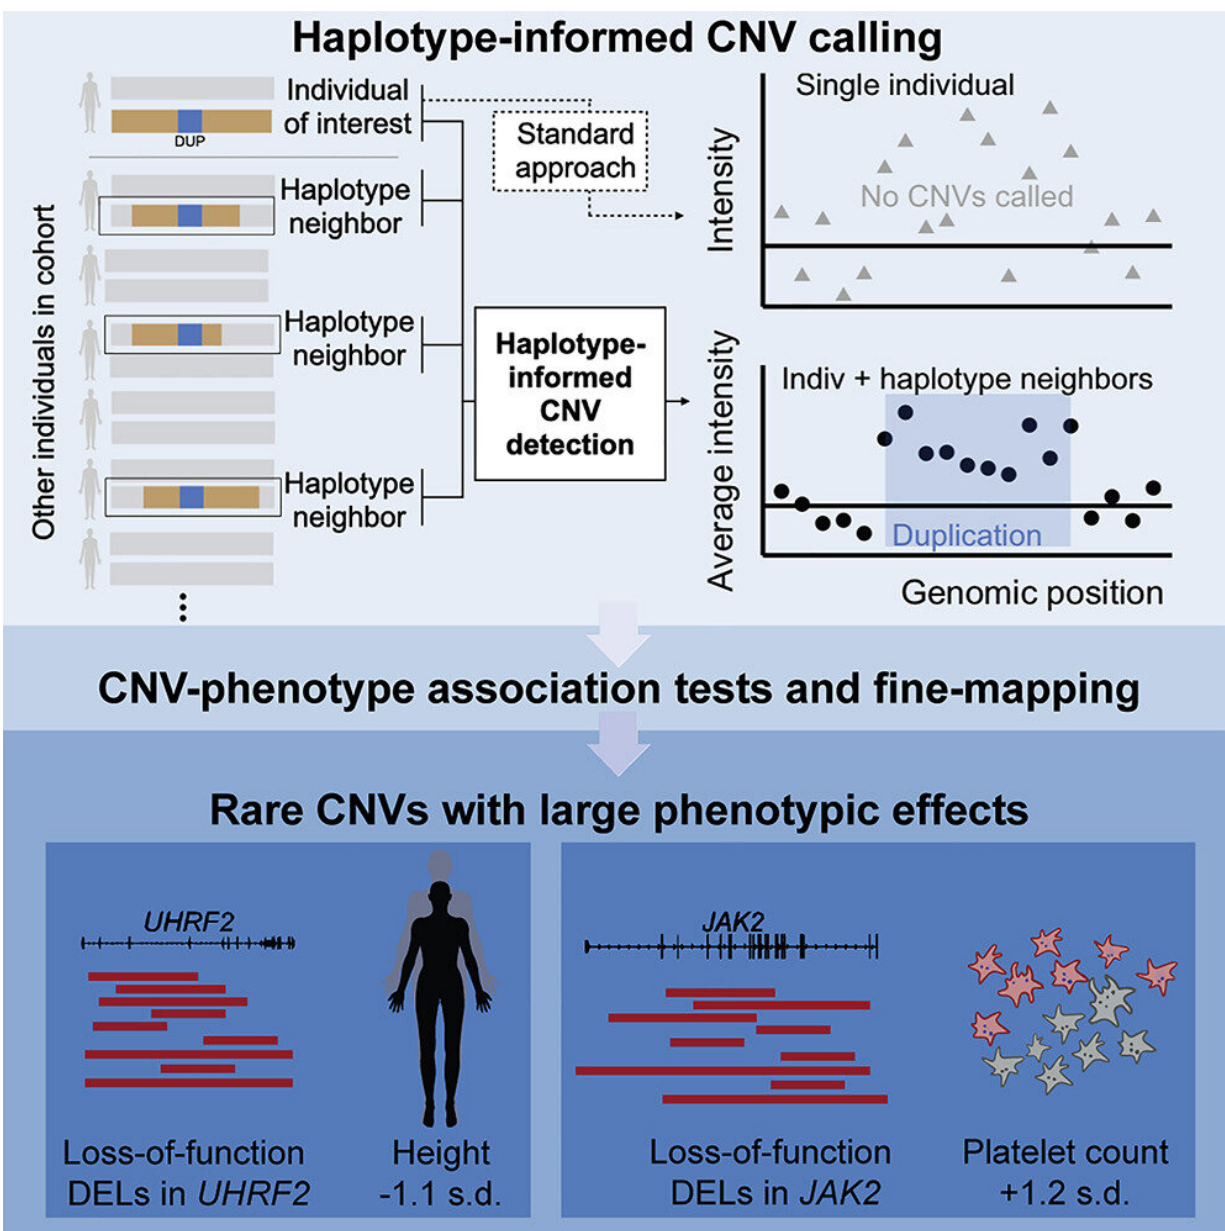 Haplotype-informed CNV calling
Individual
of interest
DUP
Other individuals in cohort
Haplotype
neighbor
Haplotype
neighbor
Haplotype
neighbor
⋮
Standard
approach
Haplotype-
informed
CNV
detection
Intensity
Single individual
No CNVs called
Average intensity
Indiv + haplotype neighbors
Duplication
Genomic position
CNV-phenotype association tests and fine-mapping
Rare CNVs with large phenotypic effects
UHRF2
Loss-of-function
DELs in UHRF2
Height
-1.1 s.d.
JAK2
Loss-of-function
DELs in JAK2
Platelet count
+1.2 s.d.